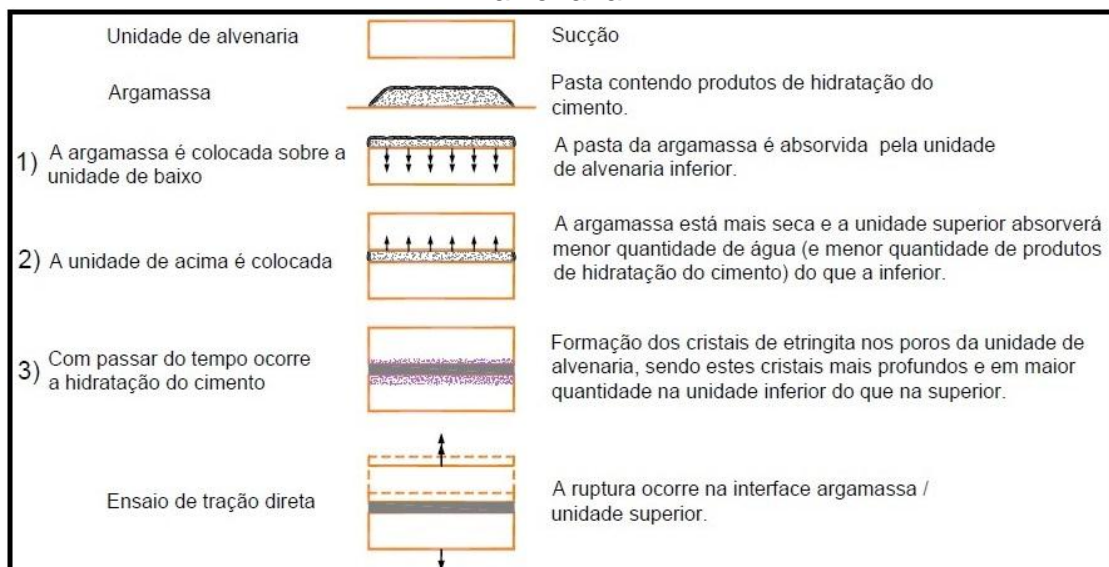 Unidade de alvenaria
Sucção
Argamassa
Pasta contendo produtos de hidratação do
cimento.
1) A argamassa é colocada sobre a
unidade de baixo
A pasta da argamassa é absorvida pela unidade
de alvenaria inferior.
2) A unidade de acima é colocada
A argamassa está mais seca e a unidade superior absorverá
menor quantidade de água (e menor quantidade de produtos
de hidratação do cimento) do que a inferior.
3) Com passar do tempo ocorre
a hidratação do cimento
Formação dos cristais de etringita nos poros da unidade de
alvenaria, sendo estes cristais mais profundos e em maior
quantidade na unidade inferior do que na superior.
Ensaio de tração direta
A ruptura ocorre na interface argamassa /
unidade superior.